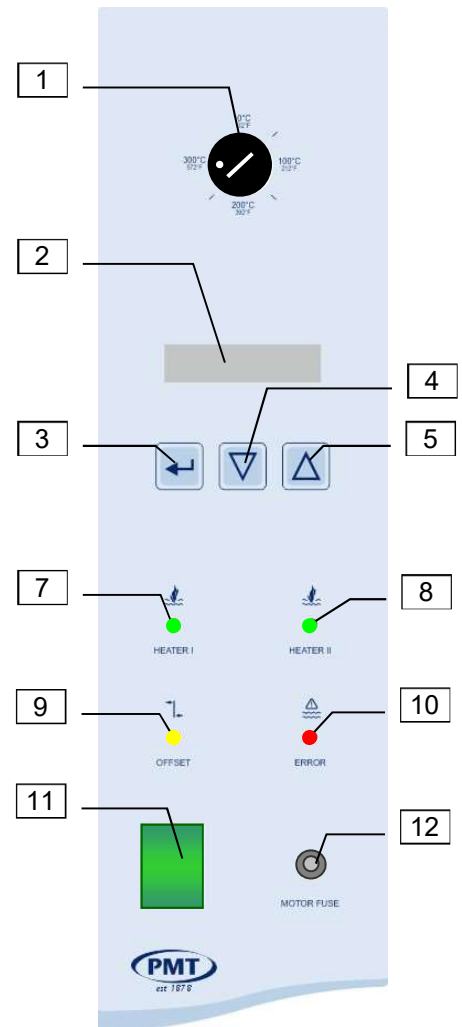 1
0°C
32°F
300°C
572°F
100°C
212°F
200°C
392°F
2
4
3
5
7
8
HEATER I
HEATER II
9
10
OFFSET
ERROR
11
12
MOTOR FUSE
PMT
est 1878